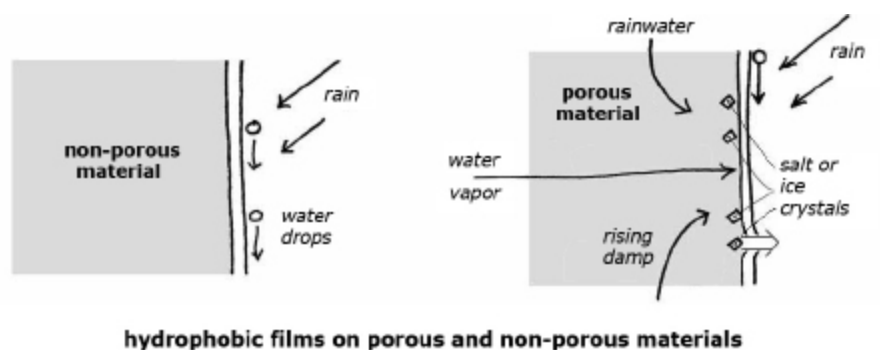 non-porous
material
rain
water
drops
rainwater
porous
material
rain
water
vapor
salt or
ice
crystals
rising
damp
hydrophobic films on porous and non-porous materials